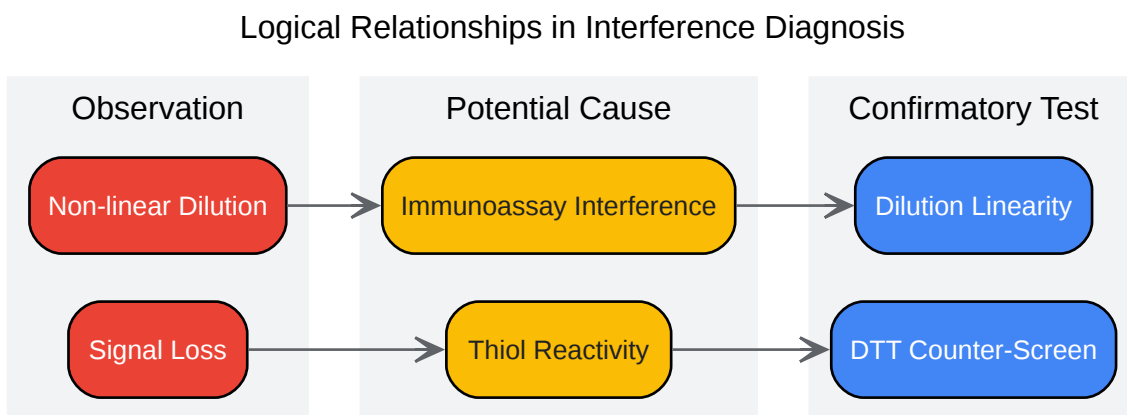 Logical Relationships in Interference Diagnosis
Observation
Potential Cause
Confirmatory Test
Non-linear Dilution
Immunoassay Interference
Dilution Linearity
Signal Loss
Thiol Reactivity
DTT Counter-Screen